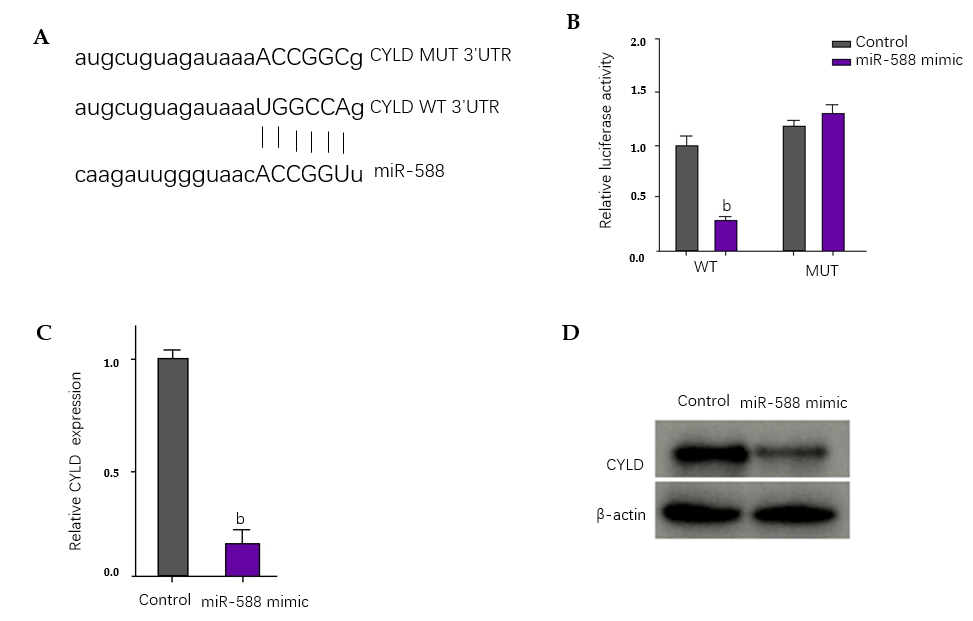 A
augcuguagauaaaACCGGCg CYLD MUT 3'UTR
augcuguagauaaaUGGCCAg CYLD WT 3'UTR
caagauuggguaacACCGGUu miR-588
B
Relative luciferase activity
2.0
1.5
1.0
0.5
0.0
Control
miR-588 mimic
b
WT
MUT
C
Relative CYLD expression
1.0
0.5
0.0
b
Control
miR-588 mimic
D
Control miR-588 mimic
CYLD
β-actin